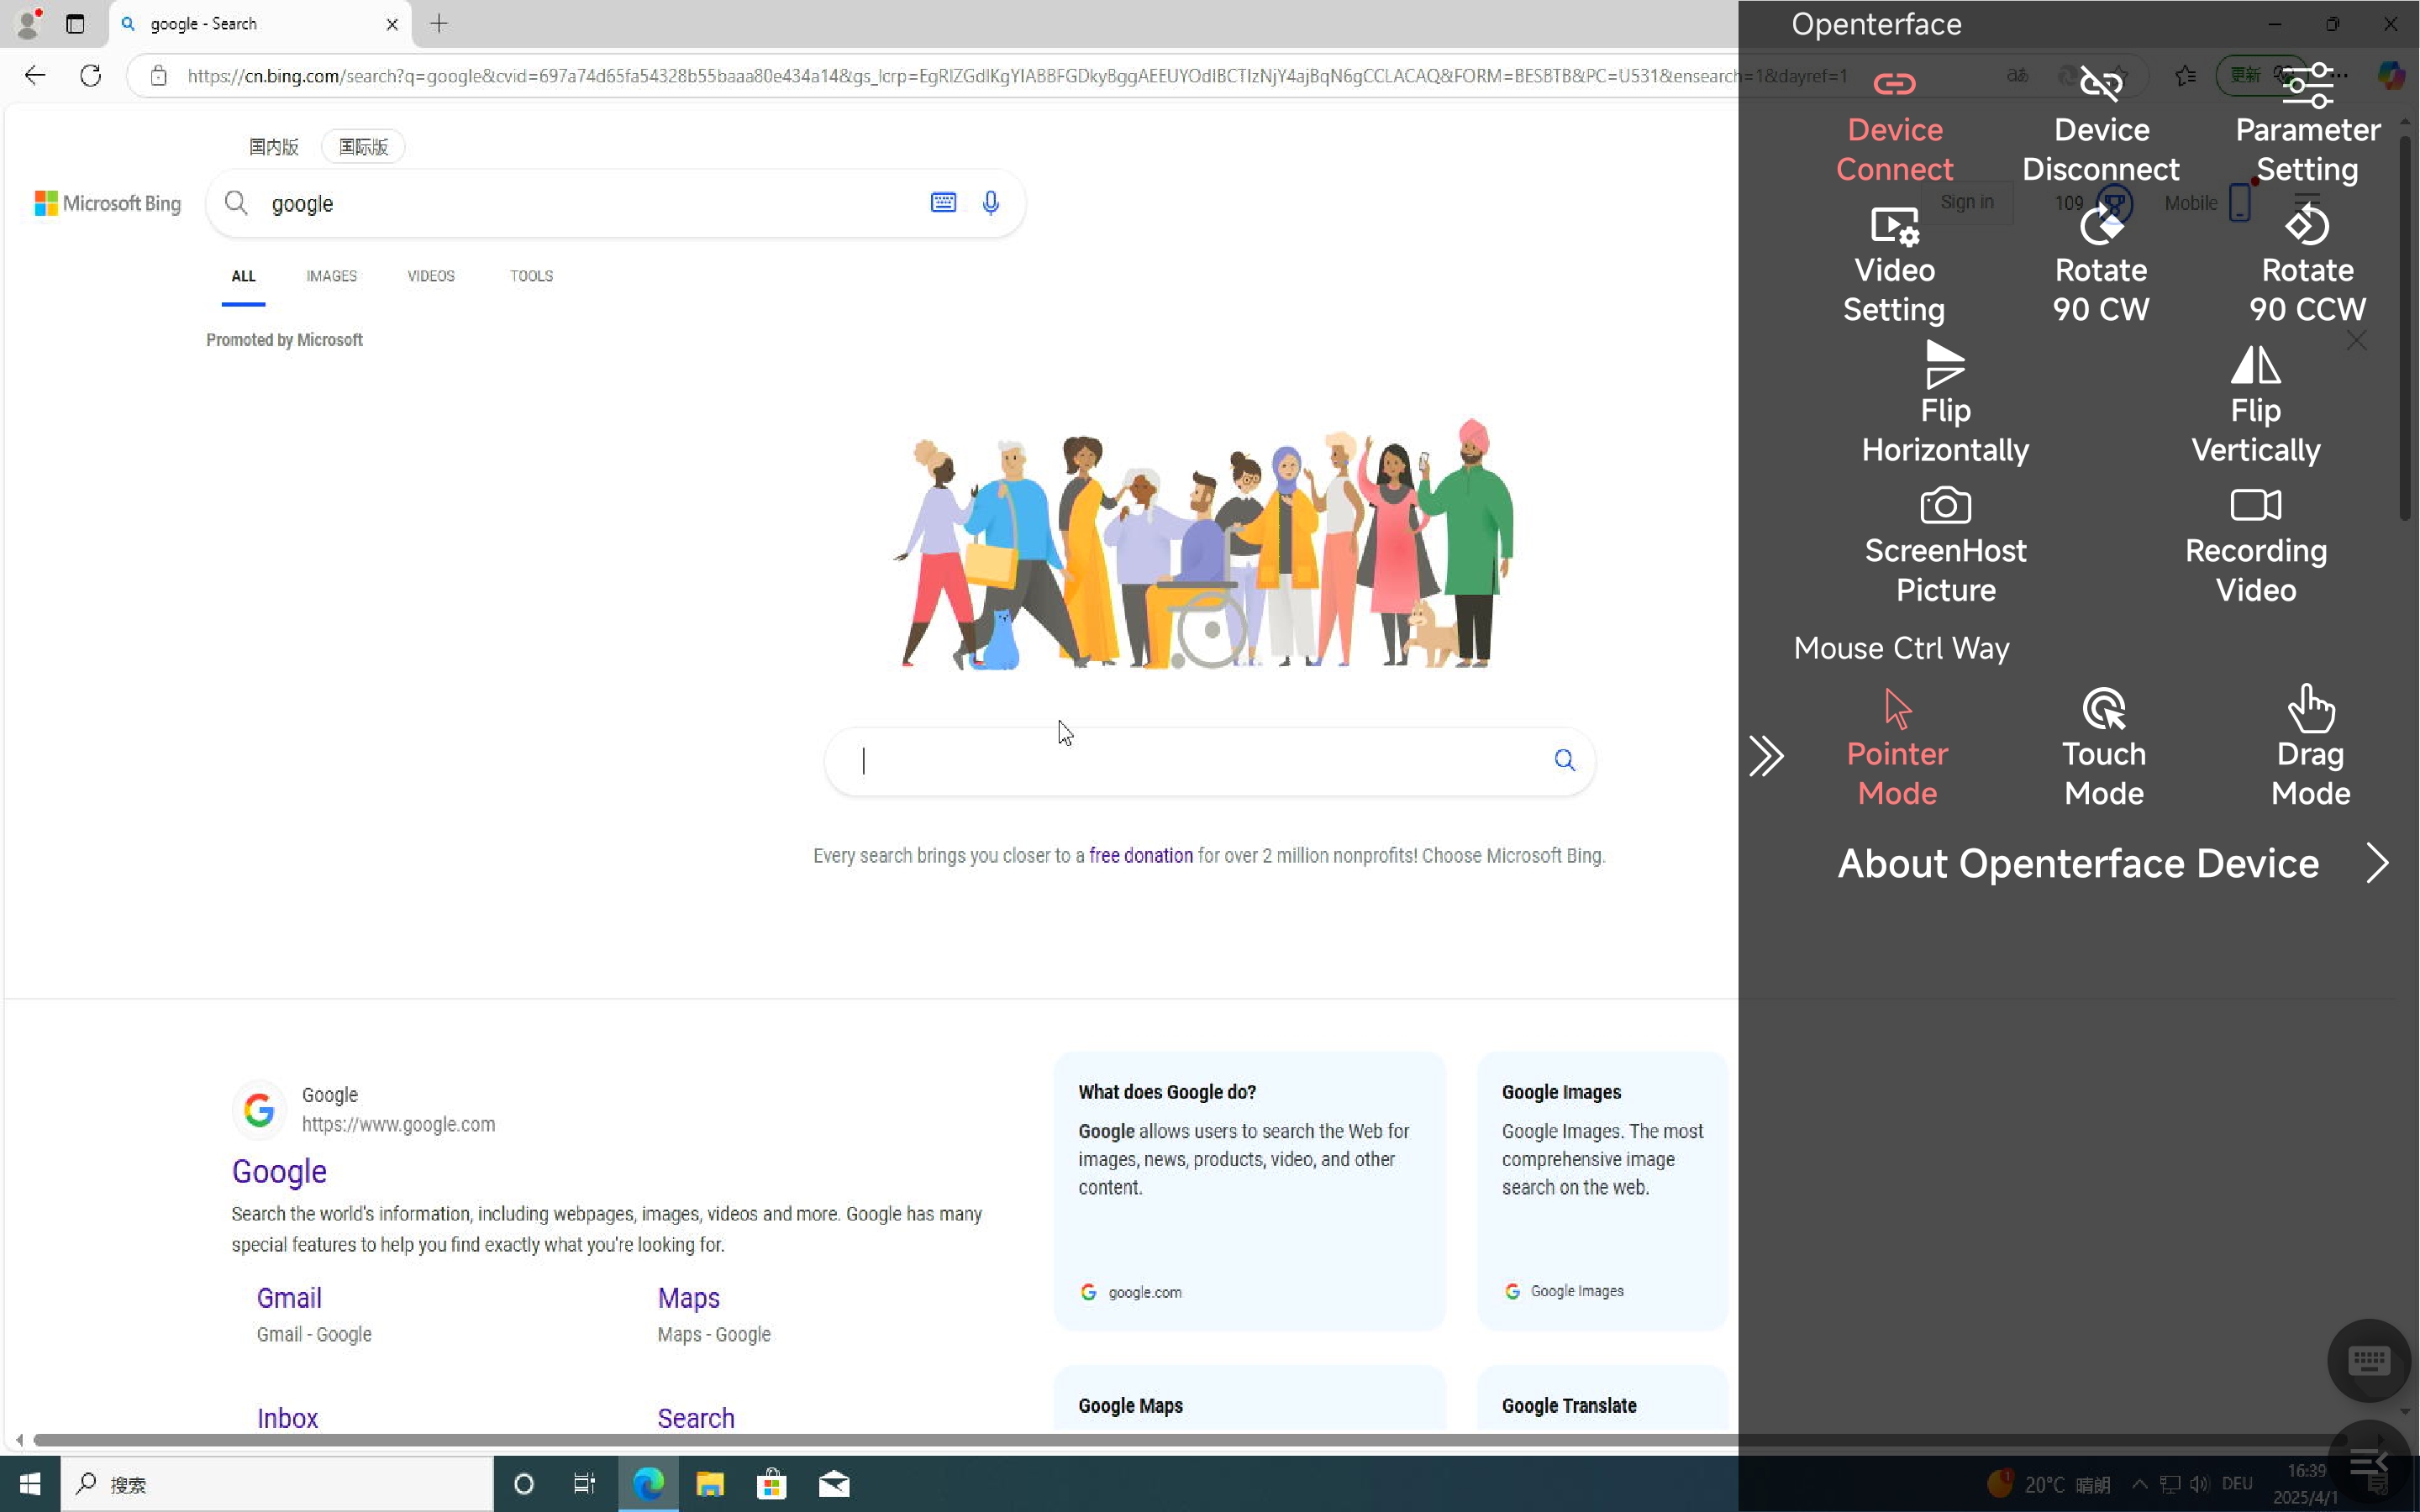 google - Search
https://cn.bing.com/search?q=google&cvid=697a74d65fa54328b55baaa80e434a14&gs_lcrp=EgRlZGdlKgYIABBFGDkyBggAEEUYOdIBCTIzNjY4ajBqN6gCCLACAQ&FORM=BESBTB&PC=U531&ensearch=1&dayref=1
aあ
更新
国内版 国际版
Microsoft Bing
google
Sign in
109
Mobile
ALL IMAGES VIDEOS TOOLS
Promoted by Microsoft
Every search brings you closer to a free donation for over 2 million nonprofits! Choose Microsoft Bing.
Google
https://www.google.com
Google
Search the world's information, including webpages, images, videos and more. Google has many
special features to help you find exactly what you're looking for.
Gmail
Gmail - Google
Maps
Maps - Google
Inbox
Search
What does Google do?
Google allows users to search the Web for
images, news, products, video, and other
content.
google.com
Google Images
Google Images. The most
comprehensive image
search on the web.
Google Images
Google Maps
Google Translate
Openterface
Device
Connect
Device
Disconnect
Parameter
Setting
Video
Setting
Rotate
90 CW
Rotate
90 CCW
Flip
Horizontally
Flip
Vertically
ScreenHost
Picture
Recording
Video
Mouse Ctrl Way
Pointer
Mode
Touch
Mode
Drag
Mode
About Openterface Device
搜索
1
20°C 晴朗
DEU
16:39
2025/4/1